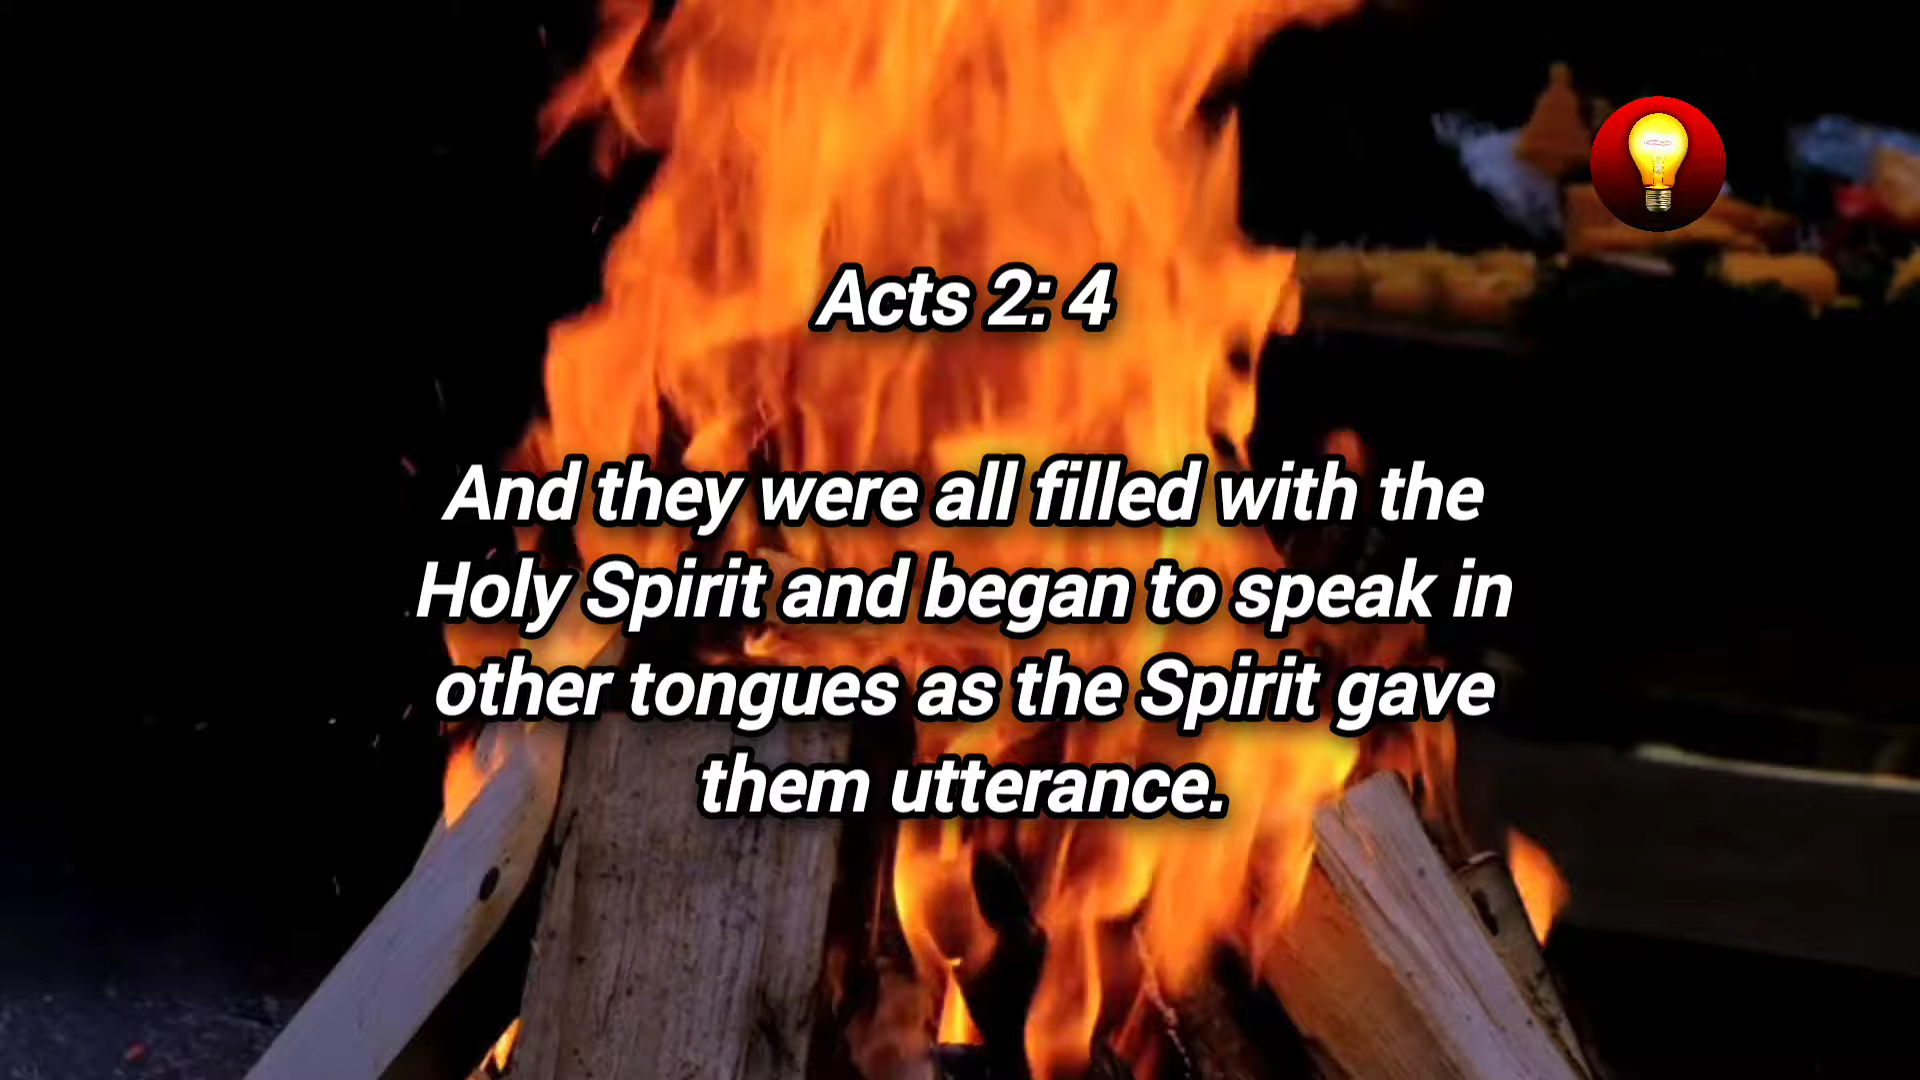 Acts 2: 4
And they were all filled with the
Holy Spirit and began to speak in
other tongues as the Spirit gave
them utterance.